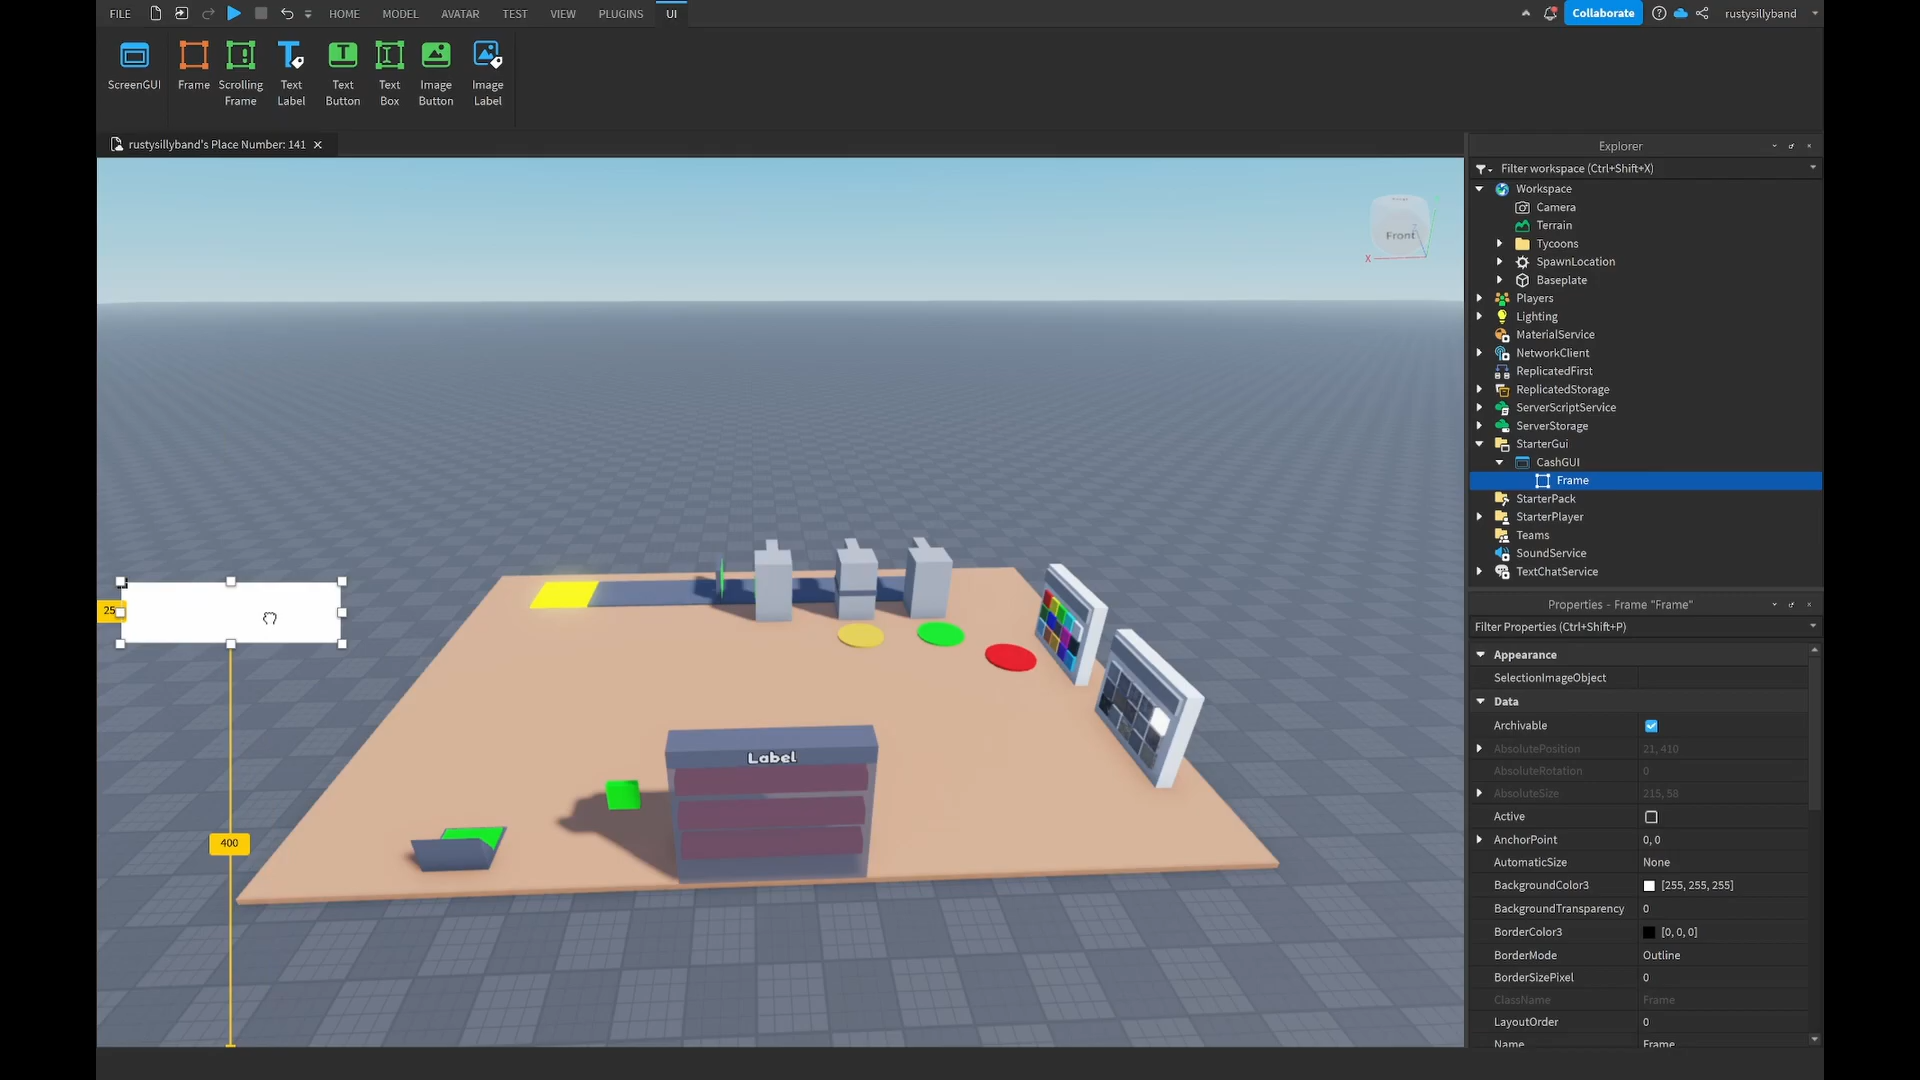 FILE HOME MODEL AVATAR TEST VIEW PLUGINS UI Collaborate rustysillyband
ScreenGUI Frame Scrolling Frame Text Label Text Button Text Box Image Button Image Label
rustysillyband's Place Number: 141
Explorer
Filter workspace (Ctrl+Shift+X)
Workspace
Camera
Terrain
Tycoons
SpawnLocation
Baseplate
Players
Lighting
MaterialService
NetworkClient
ReplicatedFirst
ReplicatedStorage
ServerScriptService
ServerStorage
StarterGui
CashGUI
Frame
StarterPack
StarterPlayer
Teams
SoundService
TextChatService
Front
X
25
400
Label
Properties - Frame "Frame"
Filter Properties (Ctrl+Shift+P)
Appearance
SelectionImageObject
Data
Archivable
AbsolutePosition 21, 410
AbsoluteRotation 0
AbsoluteSize 215, 58
Active
AnchorPoint 0, 0
AutomaticSize None
BackgroundColor3 [255, 255, 255]
BackgroundTransparency 0
BorderColor3 [0, 0, 0]
BorderMode Outline
BorderSizePixel 0
ClassName Frame
LayoutOrder 0
Name Frame